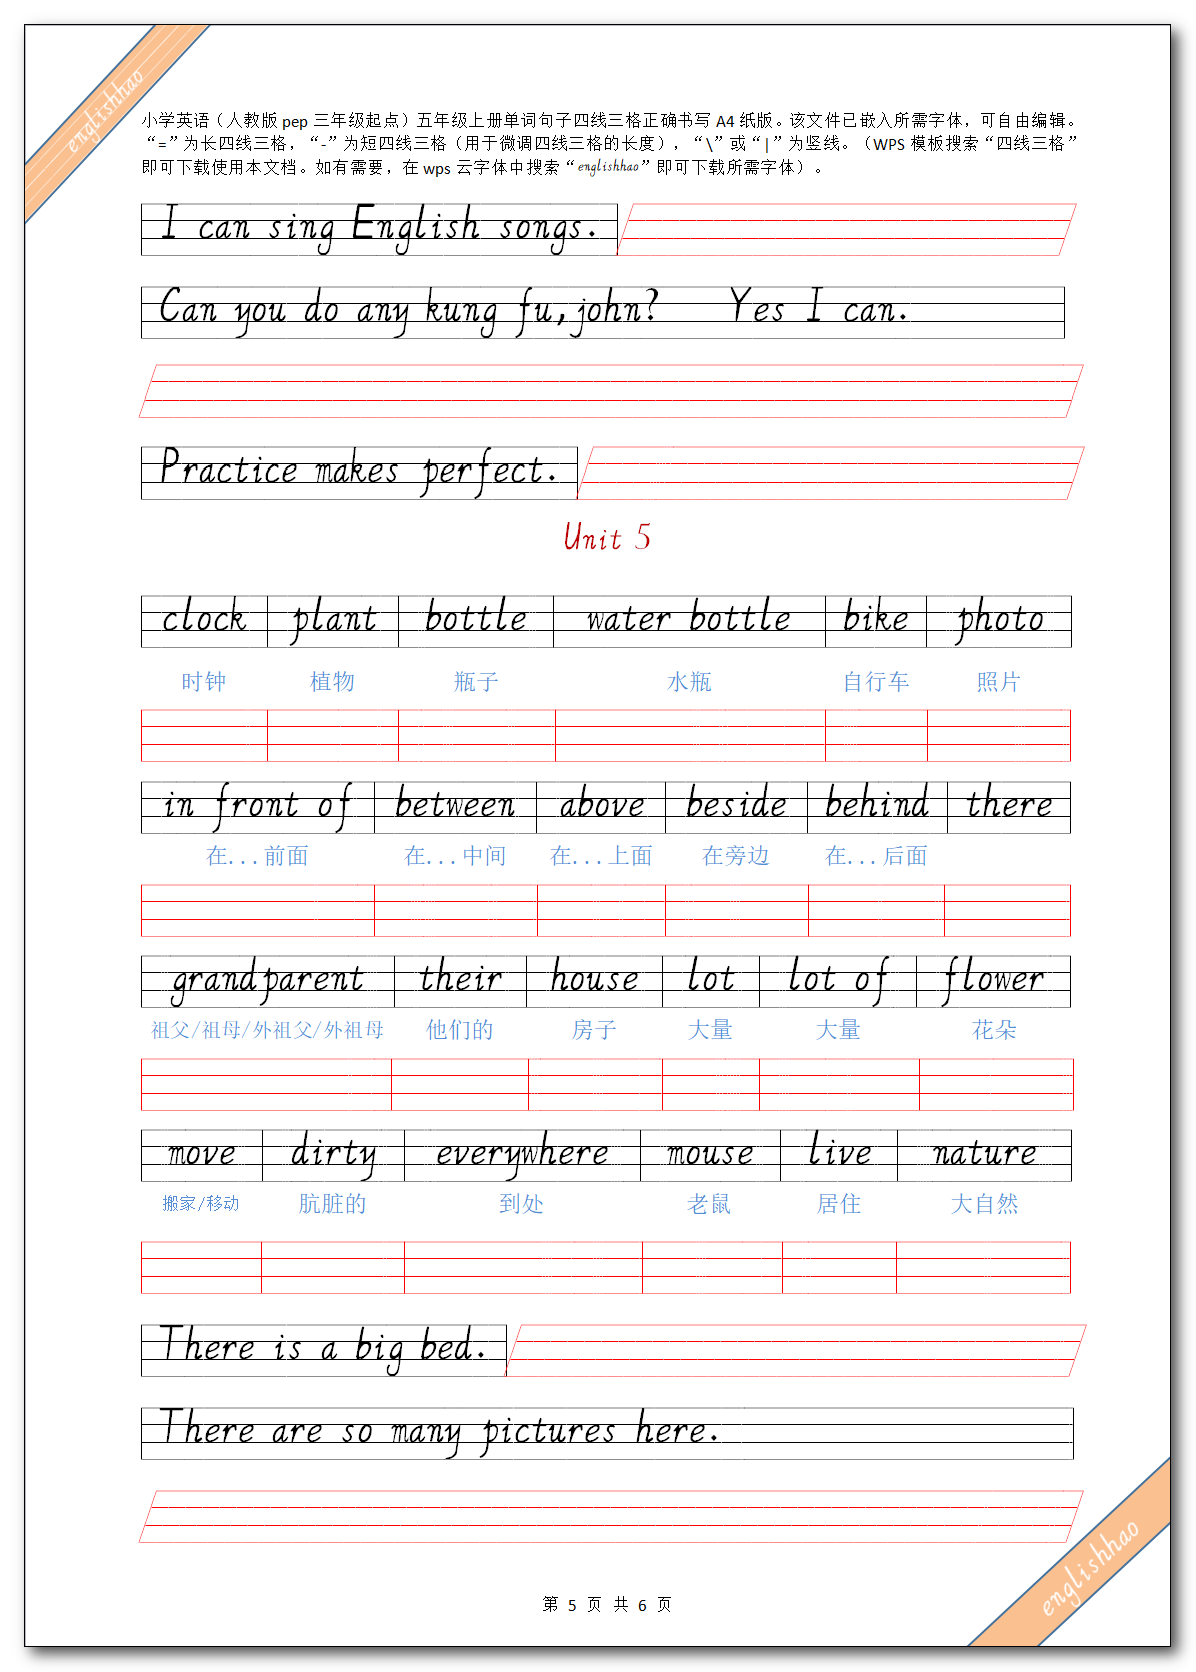 englishhao
小学英语（人教版 pep 三年级起点）五年级上册单词句子四线三格正确书写 A4 纸版。该文件已嵌入所需字体，可自由编辑。
“=”为长四线三格，“-”为短四线三格（用于微调四线三格的长度），“\”或“|”为竖线。（WPS 模板搜索“四线三格”
即可下载使用本文档。如有需要，在 wps 云字体中搜索“englishhao”即可下载所需字体）。
I can sing English songs.
Can you do any kung fu,john? Yes I can.
Practice makes perfect.
Unit 5
clock plant bottle water bottle bike photo
时钟 植物 瓶子 水瓶 自行车 照片
in front of between above beside behind there
在...前面 在...中间 在...上面 在旁边 在...后面
grandparent their house lot lot of flower
祖父/祖母/外祖父/外祖母 他们的 房子 大量 大量 花朵
move dirty everywhere mouse live nature
搬家/移动 肮脏的 到处 老鼠 居住 大自然
There is a big bed.
There are so many pictures here.
englishhao
第 5 页 共 6 页